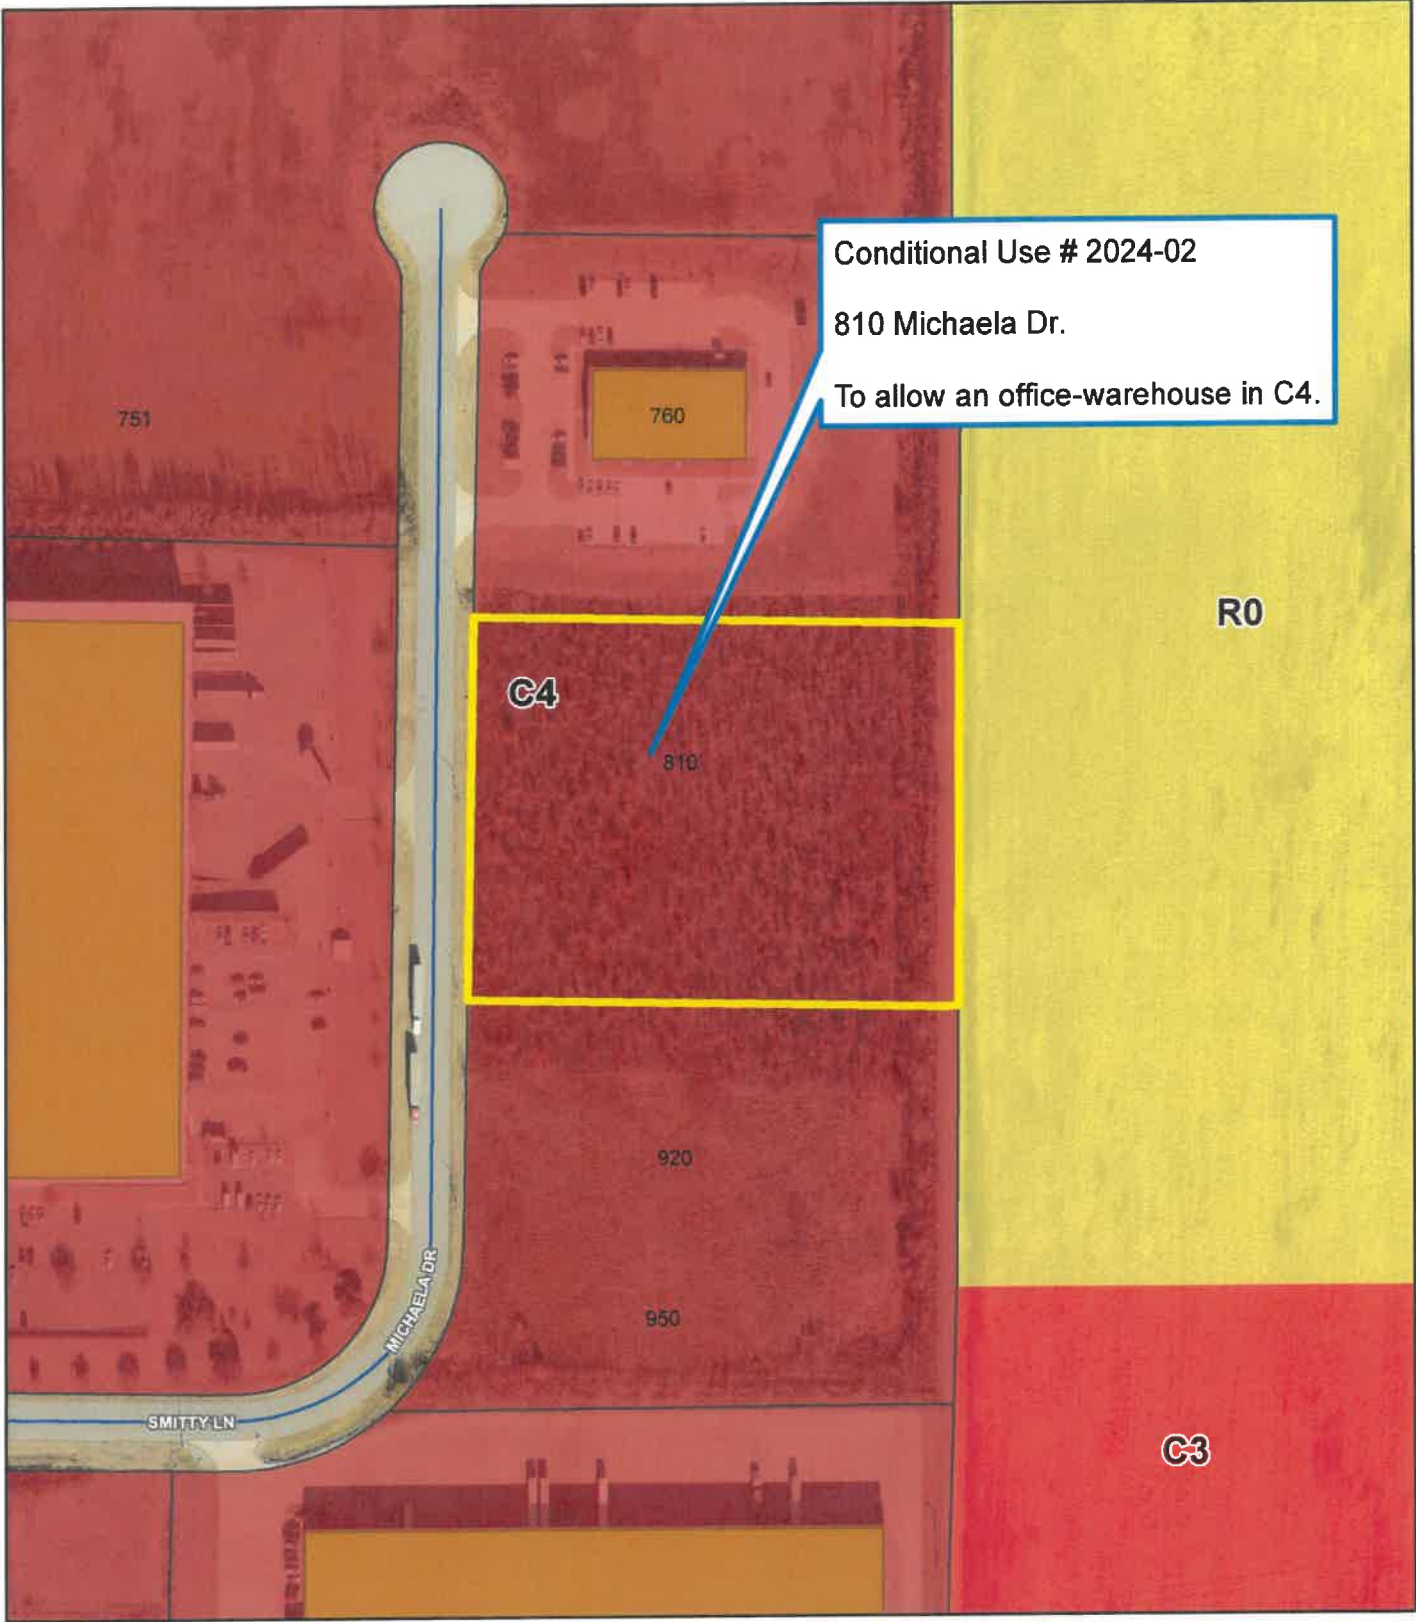 Conditional Use # 2024-02
810 Michaela Dr.
To allow an office-warehouse in C4.
751
760
R0
C4
810
920
MICHAELA DR
950
SMITTY LN
C3